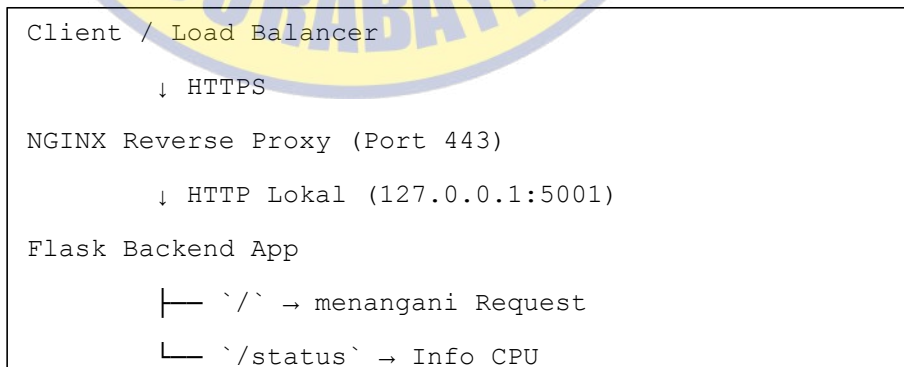 SURABAYA
Client / Load Balancer
↓ HTTPS
NGINX Reverse Proxy (Port 443)
↓ HTTP Lokal (127.0.0.1:5001)
Flask Backend App
├── `/` → menangani Request
└── `/status` → Info CPU